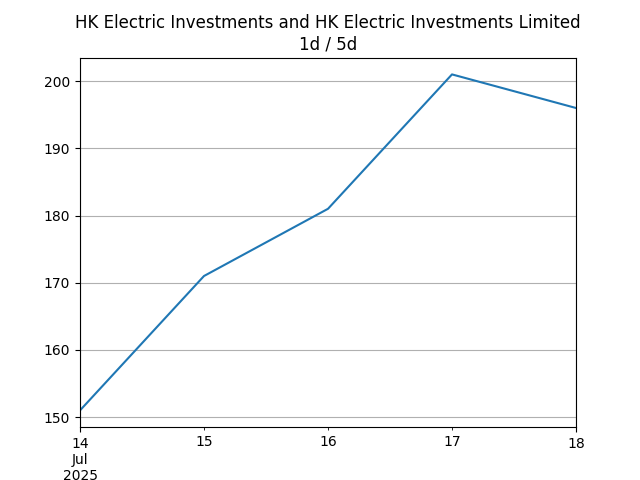 HK Electric Investments and HK Electric Investments Limited
1d / 5d
200
190
180
170
160
150
14 15 16 17 18
Jul
2025